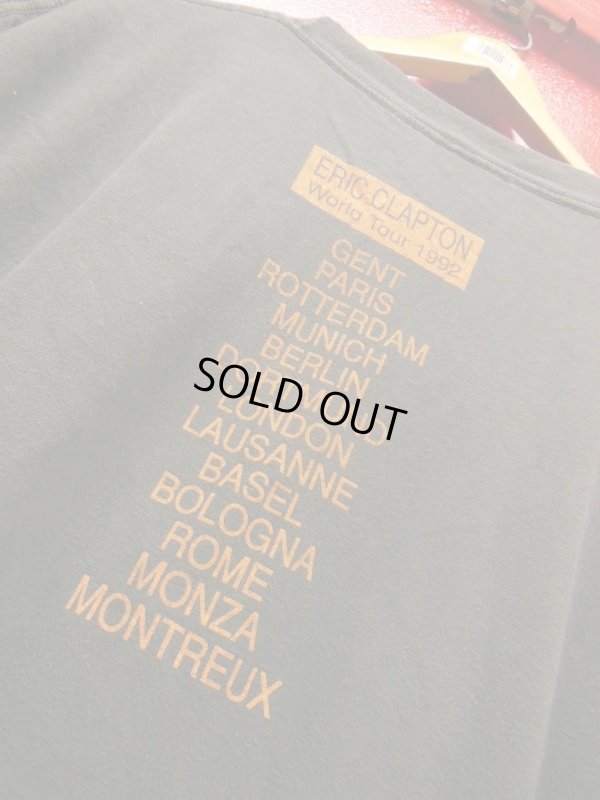 ERIC CLAPTON
World Tour 1992
GENT
PARIS
ROTTERDAM
MUNICH
BERLIN
DORTMUND
SOLD OUT
LONDON
LAUSANNE
BASEL
BOLOGNA
ROME
MONZA
MONTREUX